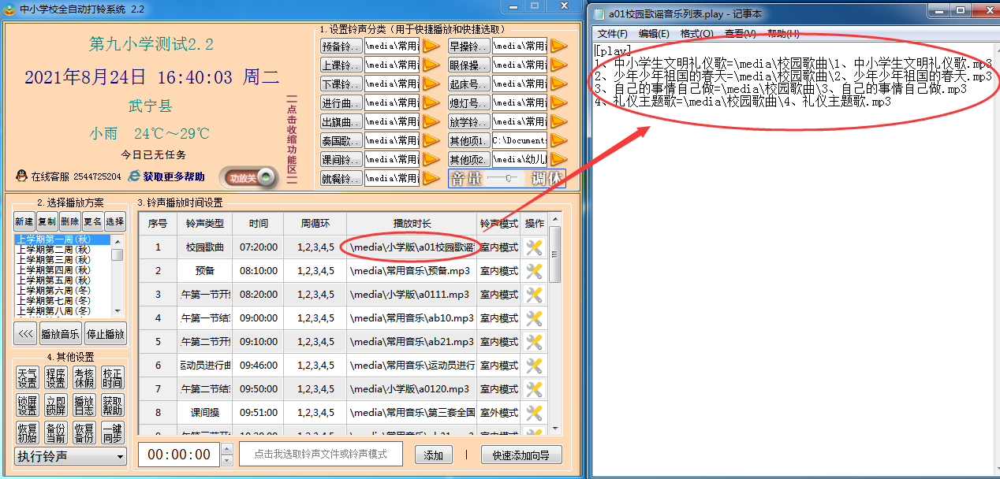 中小学校全自动打铃系统 2.2
第九小学测试2.2
2021年8月24日 16:40:03 周二
武宁县
小雨 24℃～29℃
今日已无任务
在线客服 2544725204 获取更多帮助
功放关
二点击收缩功能区二
1.设置铃声分类（用于快捷播放和快捷选取）
预备铃.. \media\常用 早操铃.. \media\常用
上课铃.. \media\常用 眼保操.. \media\常用
下课铃.. \media\常用 起床号.. \media\常用
进行曲.. \media\常用 熄灯号.. \media\常用
出旗曲.. \media\常用 放学铃.. \media\常用
奏国歌.. \media\常用 其他项1. C:\Documents
课间铃.. \media\常用 其他项2. \media\幼儿
就餐铃.. \media\常用 音量 调休
2.选择播放方案
新建 复制 删除 更名 选择
上学期第一周(秋)
上学期第二周(秋)
上学期第三周(秋)
上学期第四周(秋)
上学期第五周(秋)
上学期第六周(冬)
上学期第七周(冬)
上学期第八周(冬)
<<< 播放音乐 停止播放
4.其他设置
天气设置 程序设置 考核休假 校正时间
锁屏设置 立即锁屏 播放日志 获取帮助
恢复初始 备份当前 恢复备份 一键同步
执行铃声
3.铃声播放时间设置
序号 铃声类型 时间 周循环 播放时长 铃声模式 操作
1 校园歌曲 07:20:00 1,2,3,4,5 \media\小学版\a01校园歌谣 室内模式
2 预备 08:10:00 1,2,3,4,5 \media\常用音乐\预备.mp3 室内模式
3 午第一节开始 08:20:00 1,2,3,4,5 \media\小学版\a0111.mp3 室内模式
4 午第一节结 09:00:00 1,2,3,4,5 \media\常用音乐\ab10.mp3 室内模式
5 午第二节开始 09:10:00 1,2,3,4,5 \media\常用音乐\ab21.mp3 室内模式
6 运动员进行曲 09:46:00 1,2,3,4,5 \media\常用音乐\运动员进行 室内模式
7 午第二节结 09:50:00 1,2,3,4,5 \media\小学版\a0120.mp3 室内模式
8 课间操 09:51:00 1,2,3,4,5 \media\常用音乐\第三套全国 室外模式
00:00:00 点击我选取铃声文件或铃声模式 添加 | 快速添加向导
a01校园歌谣音乐列表.play - 记事本
文件(F) 编辑(E) 格式(O) 查看(V) 帮助(H)
[play]
1、中小学生文明礼仪歌=\media\校园歌曲\1、中小学生文明礼仪歌.mp3
2、少年少年祖国的春天=\media\校园歌曲\2、少年少年祖国的春天.mp3
3、自己的事情自己做=\media\校园歌曲\3、自己的事情自己做.mp3
4、礼仪主题歌=\media\校园歌曲\4、礼仪主题歌.mp3